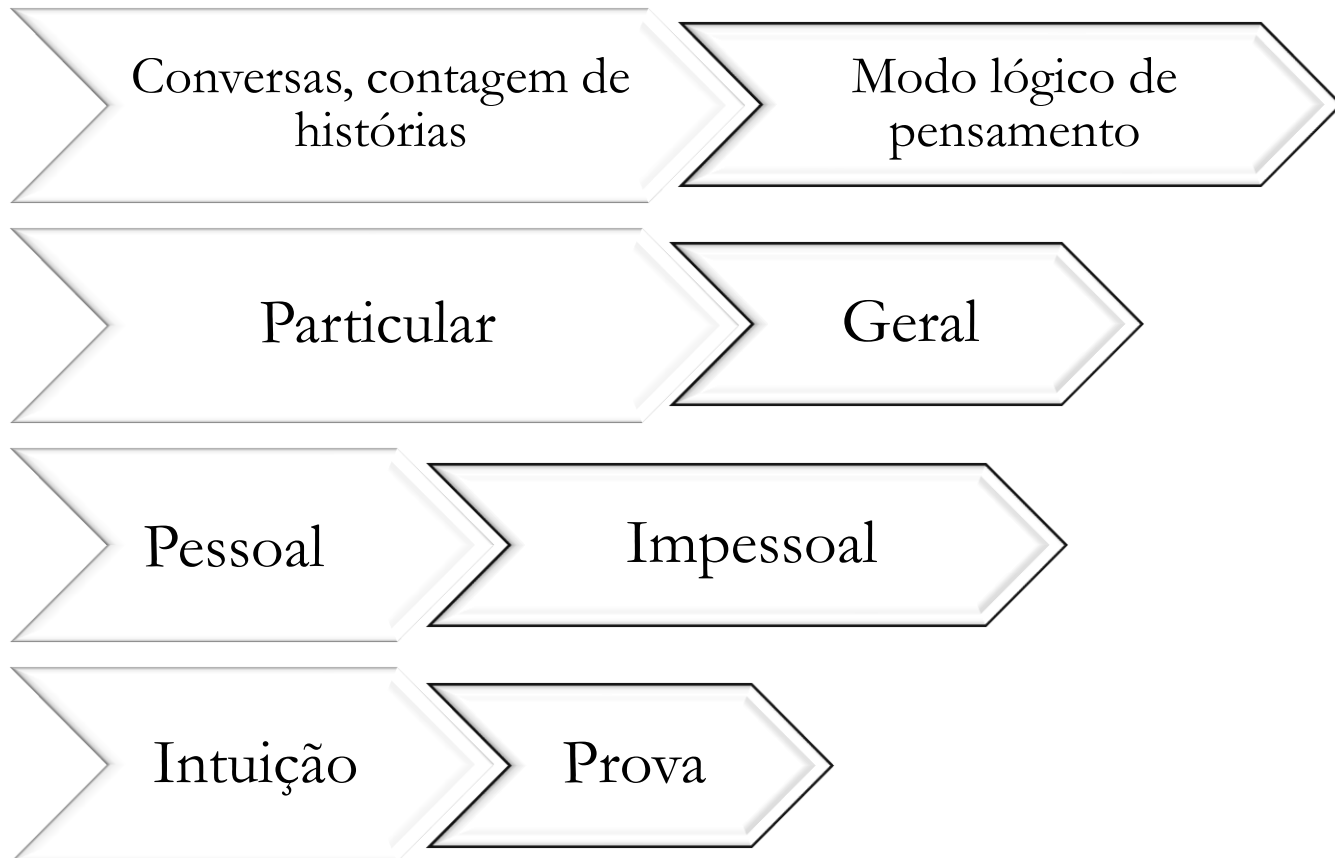 Conversas, contagem de
histórias
Modo lógico de
pensamento
Particular
Geral
Pessoal
Impessoal
Intuição
Prova